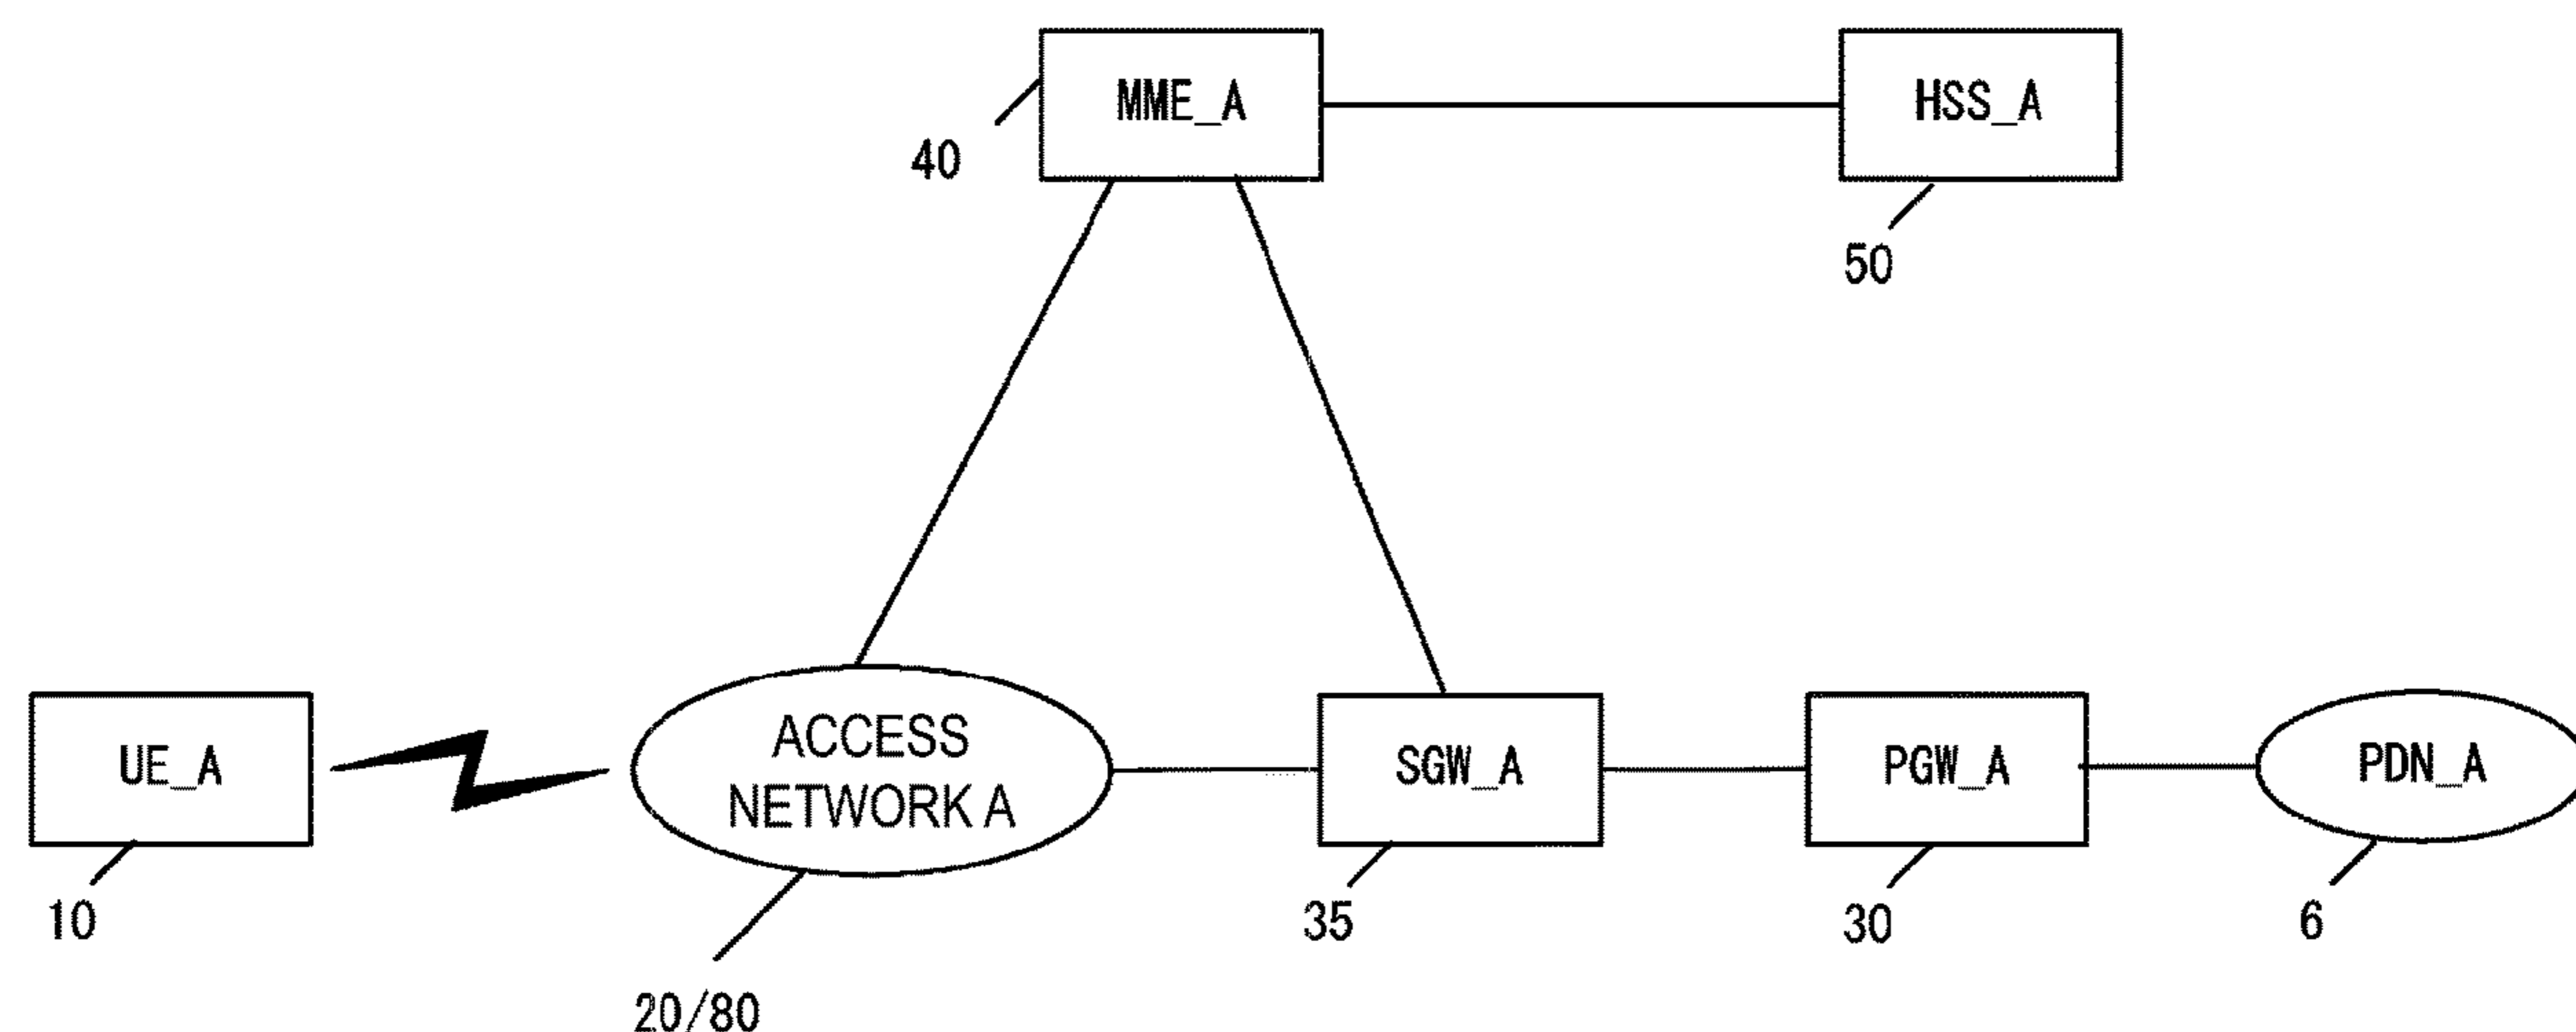 MME_A
HSS_A
40
50
UE_A
ACCESS
NETWORK A
SGW_A
PGW_A
PDN_A
10
35
30
6
20/80